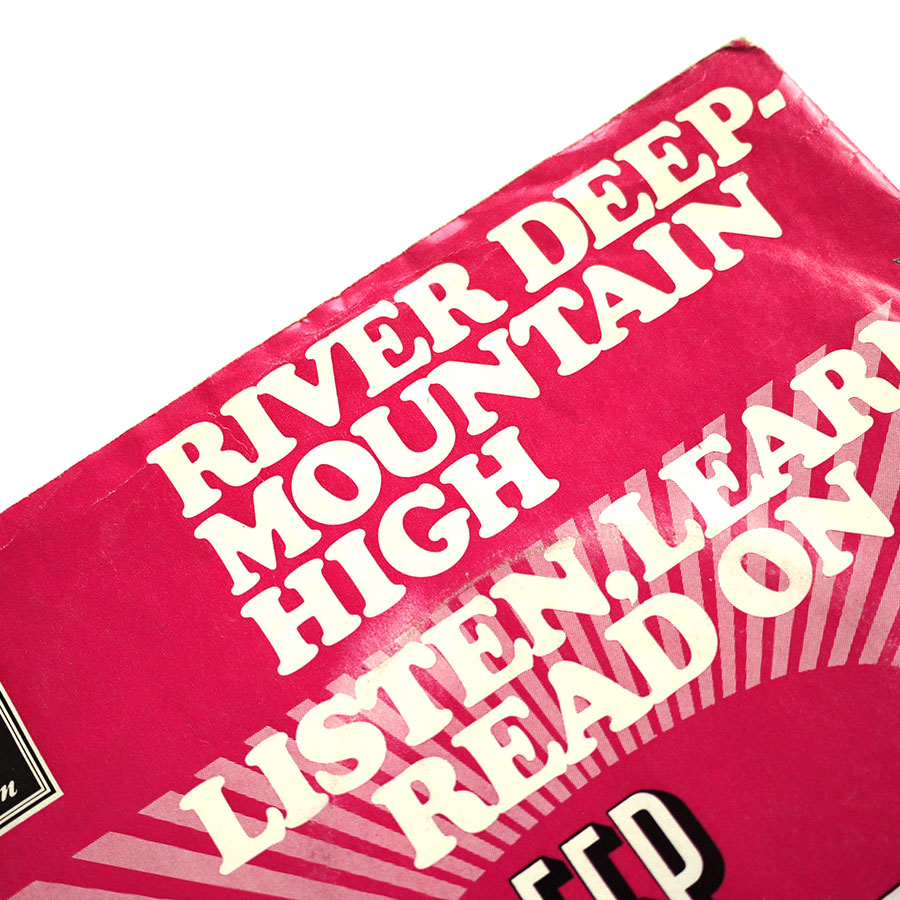 RIVER DEEP-
MOUNTAIN
HIGH
LISTEN, LEARN
READ ON